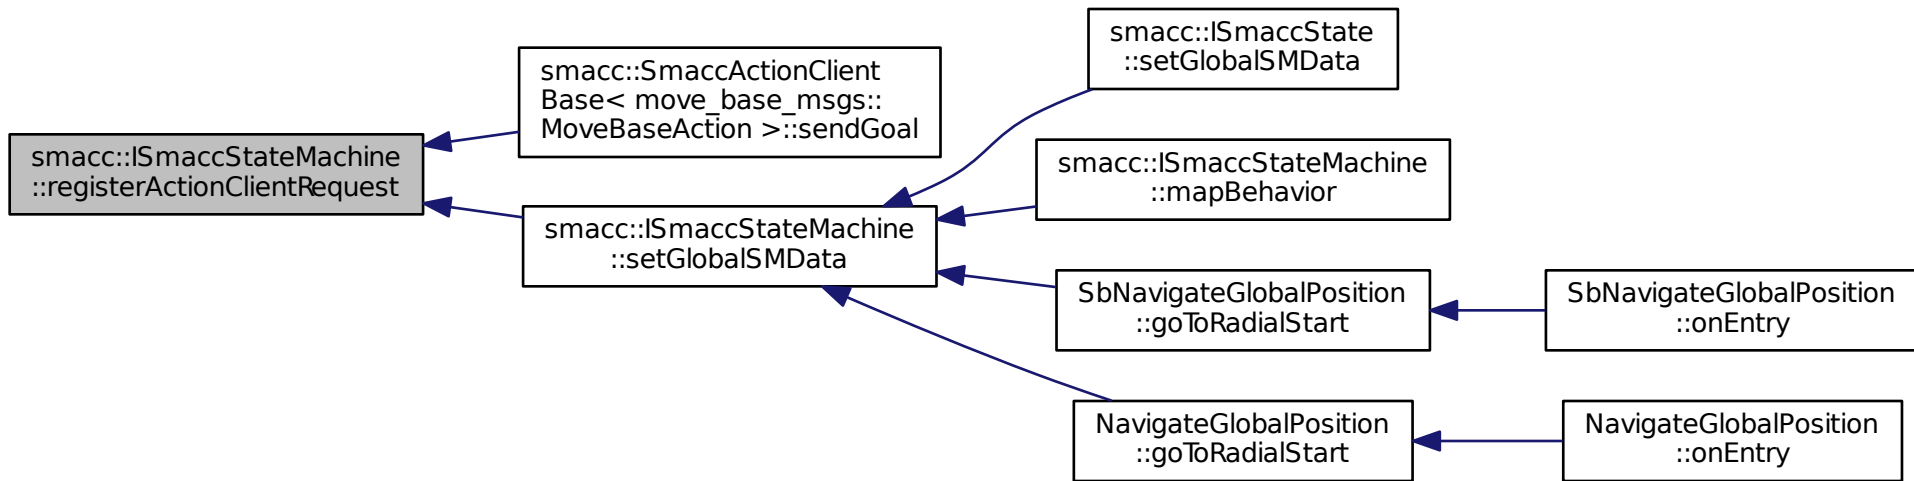 smacc::ISmaccStateMachine
::registerActionClientRequest
smacc::SmaccActionClient
Base< move_base_msgs::
MoveBaseAction >::sendGoal
smacc::ISmaccStateMachine
::setGlobalSMData
smacc::ISmaccState
::setGlobalSMData
smacc::ISmaccStateMachine
::mapBehavior
SbNavigateGlobalPosition
::goToRadialStart
NavigateGlobalPosition
::goToRadialStart
SbNavigateGlobalPosition
::onEntry
NavigateGlobalPosition
::onEntry